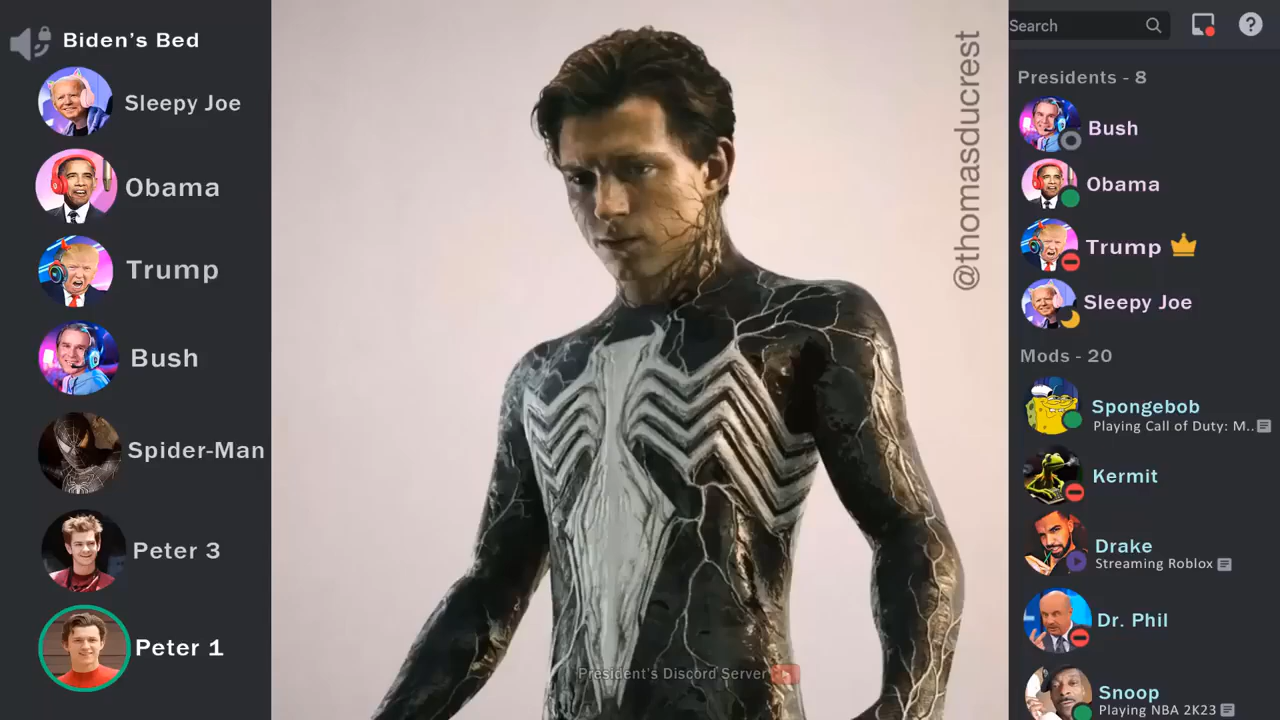 Biden's Bed
Sleepy Joe
Obama
Trump
Bush
Spider-Man
Peter 3
Peter 1
@thomasducrest
President's Discord Server
Search
?
Presidents - 8
Bush
Obama
Trump
Sleepy Joe
Mods - 20
Spongebob
Playing Call of Duty: M..
Kermit
Drake
Streaming Roblox
Dr. Phil
Snoop
Playing NBA 2K23